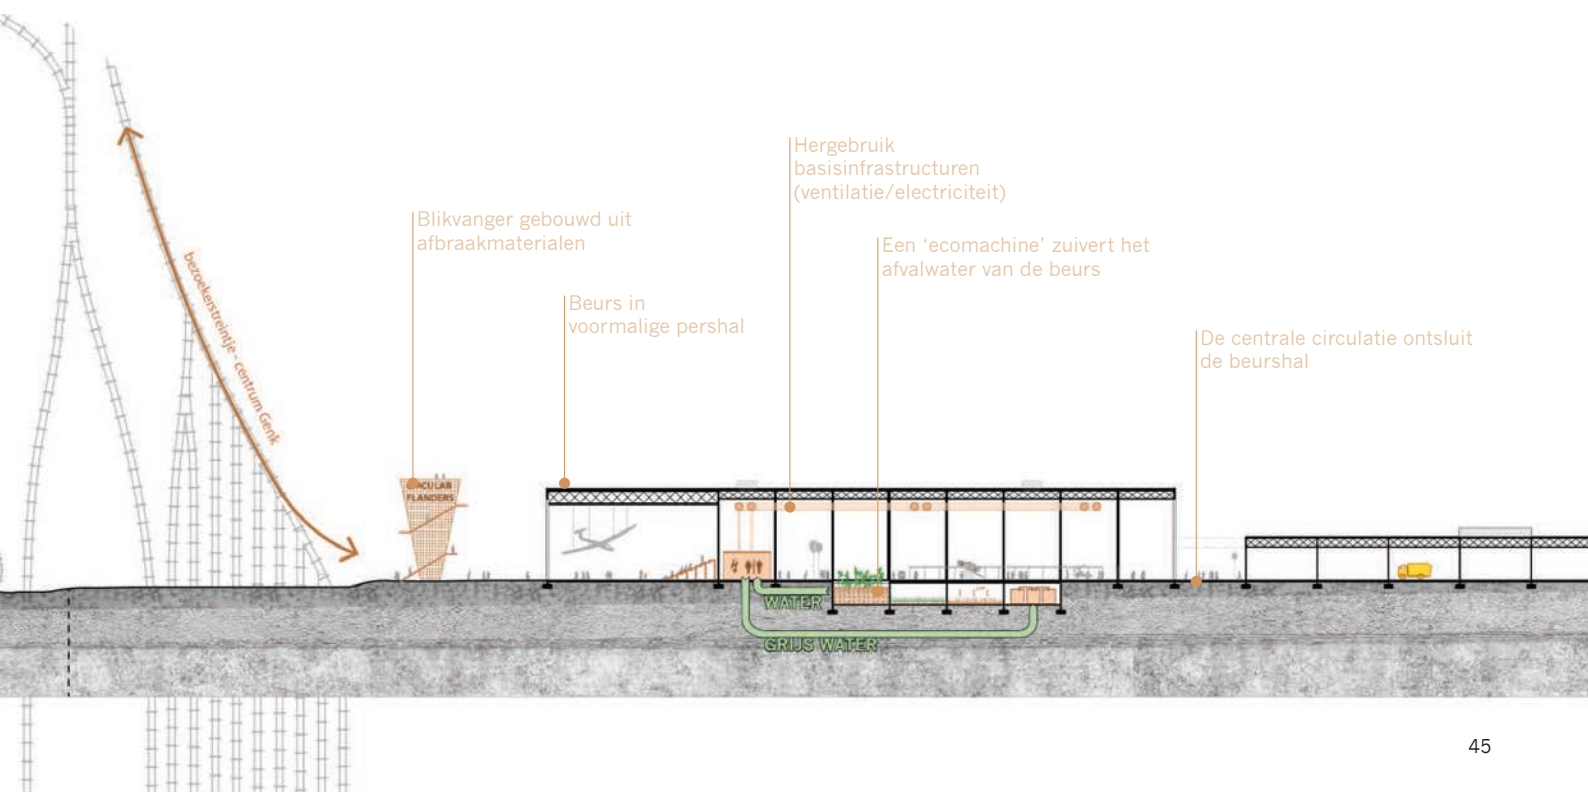 Hergebruik
basisinfrastructuren
(ventilatie/electriciteit)
Blikvanger gebouwd uit
afbraakmaterialen
Een ‘ecomachine’ zuivert het
afvalwater van de beurs
bezoekerstreintje - centrum Genk
Beurs in
voormalige pershal
De centrale circulatie ontsluit
de beurshal
FLANDERS
WATER
GRIJS WATER
45